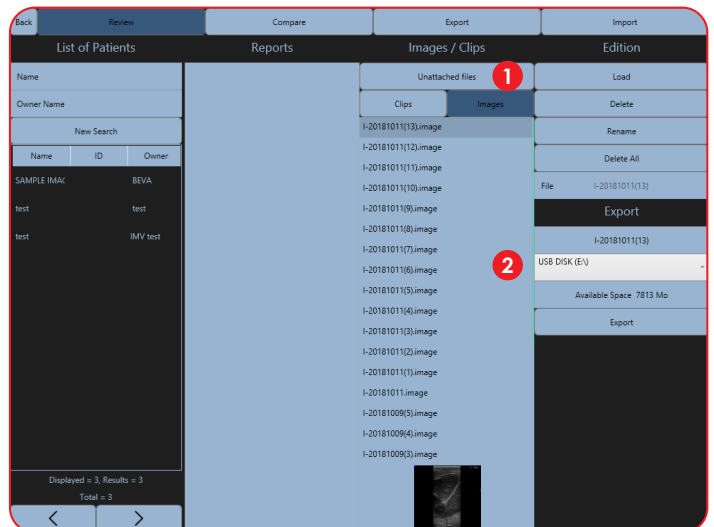 Back Review Compare Export Import
List of Patients Reports Images / Clips Edition
Name
Owner Name
New Search
Name ID Owner
SAMPLE IMAC BEVA
test test
test IMV test
Displayed = 3, Results = 3
Total = 3
< >
Unattached files 1
Clips Images
I-20181011(13).image
I-20181011(12).image
I-20181011(11).image
I-20181011(10).image
I-20181011(9).image
I-20181011(8).image
I-20181011(7).image
I-20181011(6).image
I-20181011(5).image
I-20181011(4).image
I-20181011(3).image
I-20181011(2).image
I-20181011(1).image
I-20181011.image
I-20181009(5).image
I-20181009(4).image
I-20181009(3).image
Load
Delete
Rename
Delete All
File I-20181011(13)
Export
I-20181011(13)
2 USB DISK (E:\)
Available Space 7813 Mo
Export